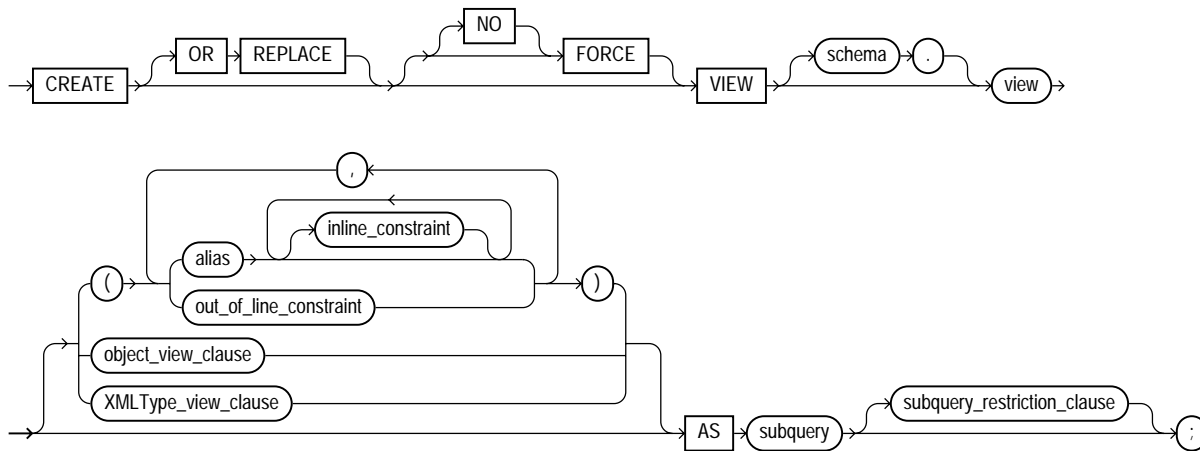 NO
OR REPLACE FORCE schema .
CREATE VIEW view
,
inline_constraint
alias
( out_of_line_constraint )
object_view_clause
XMLType_view_clause subquery_restriction_clause
AS subquery ;